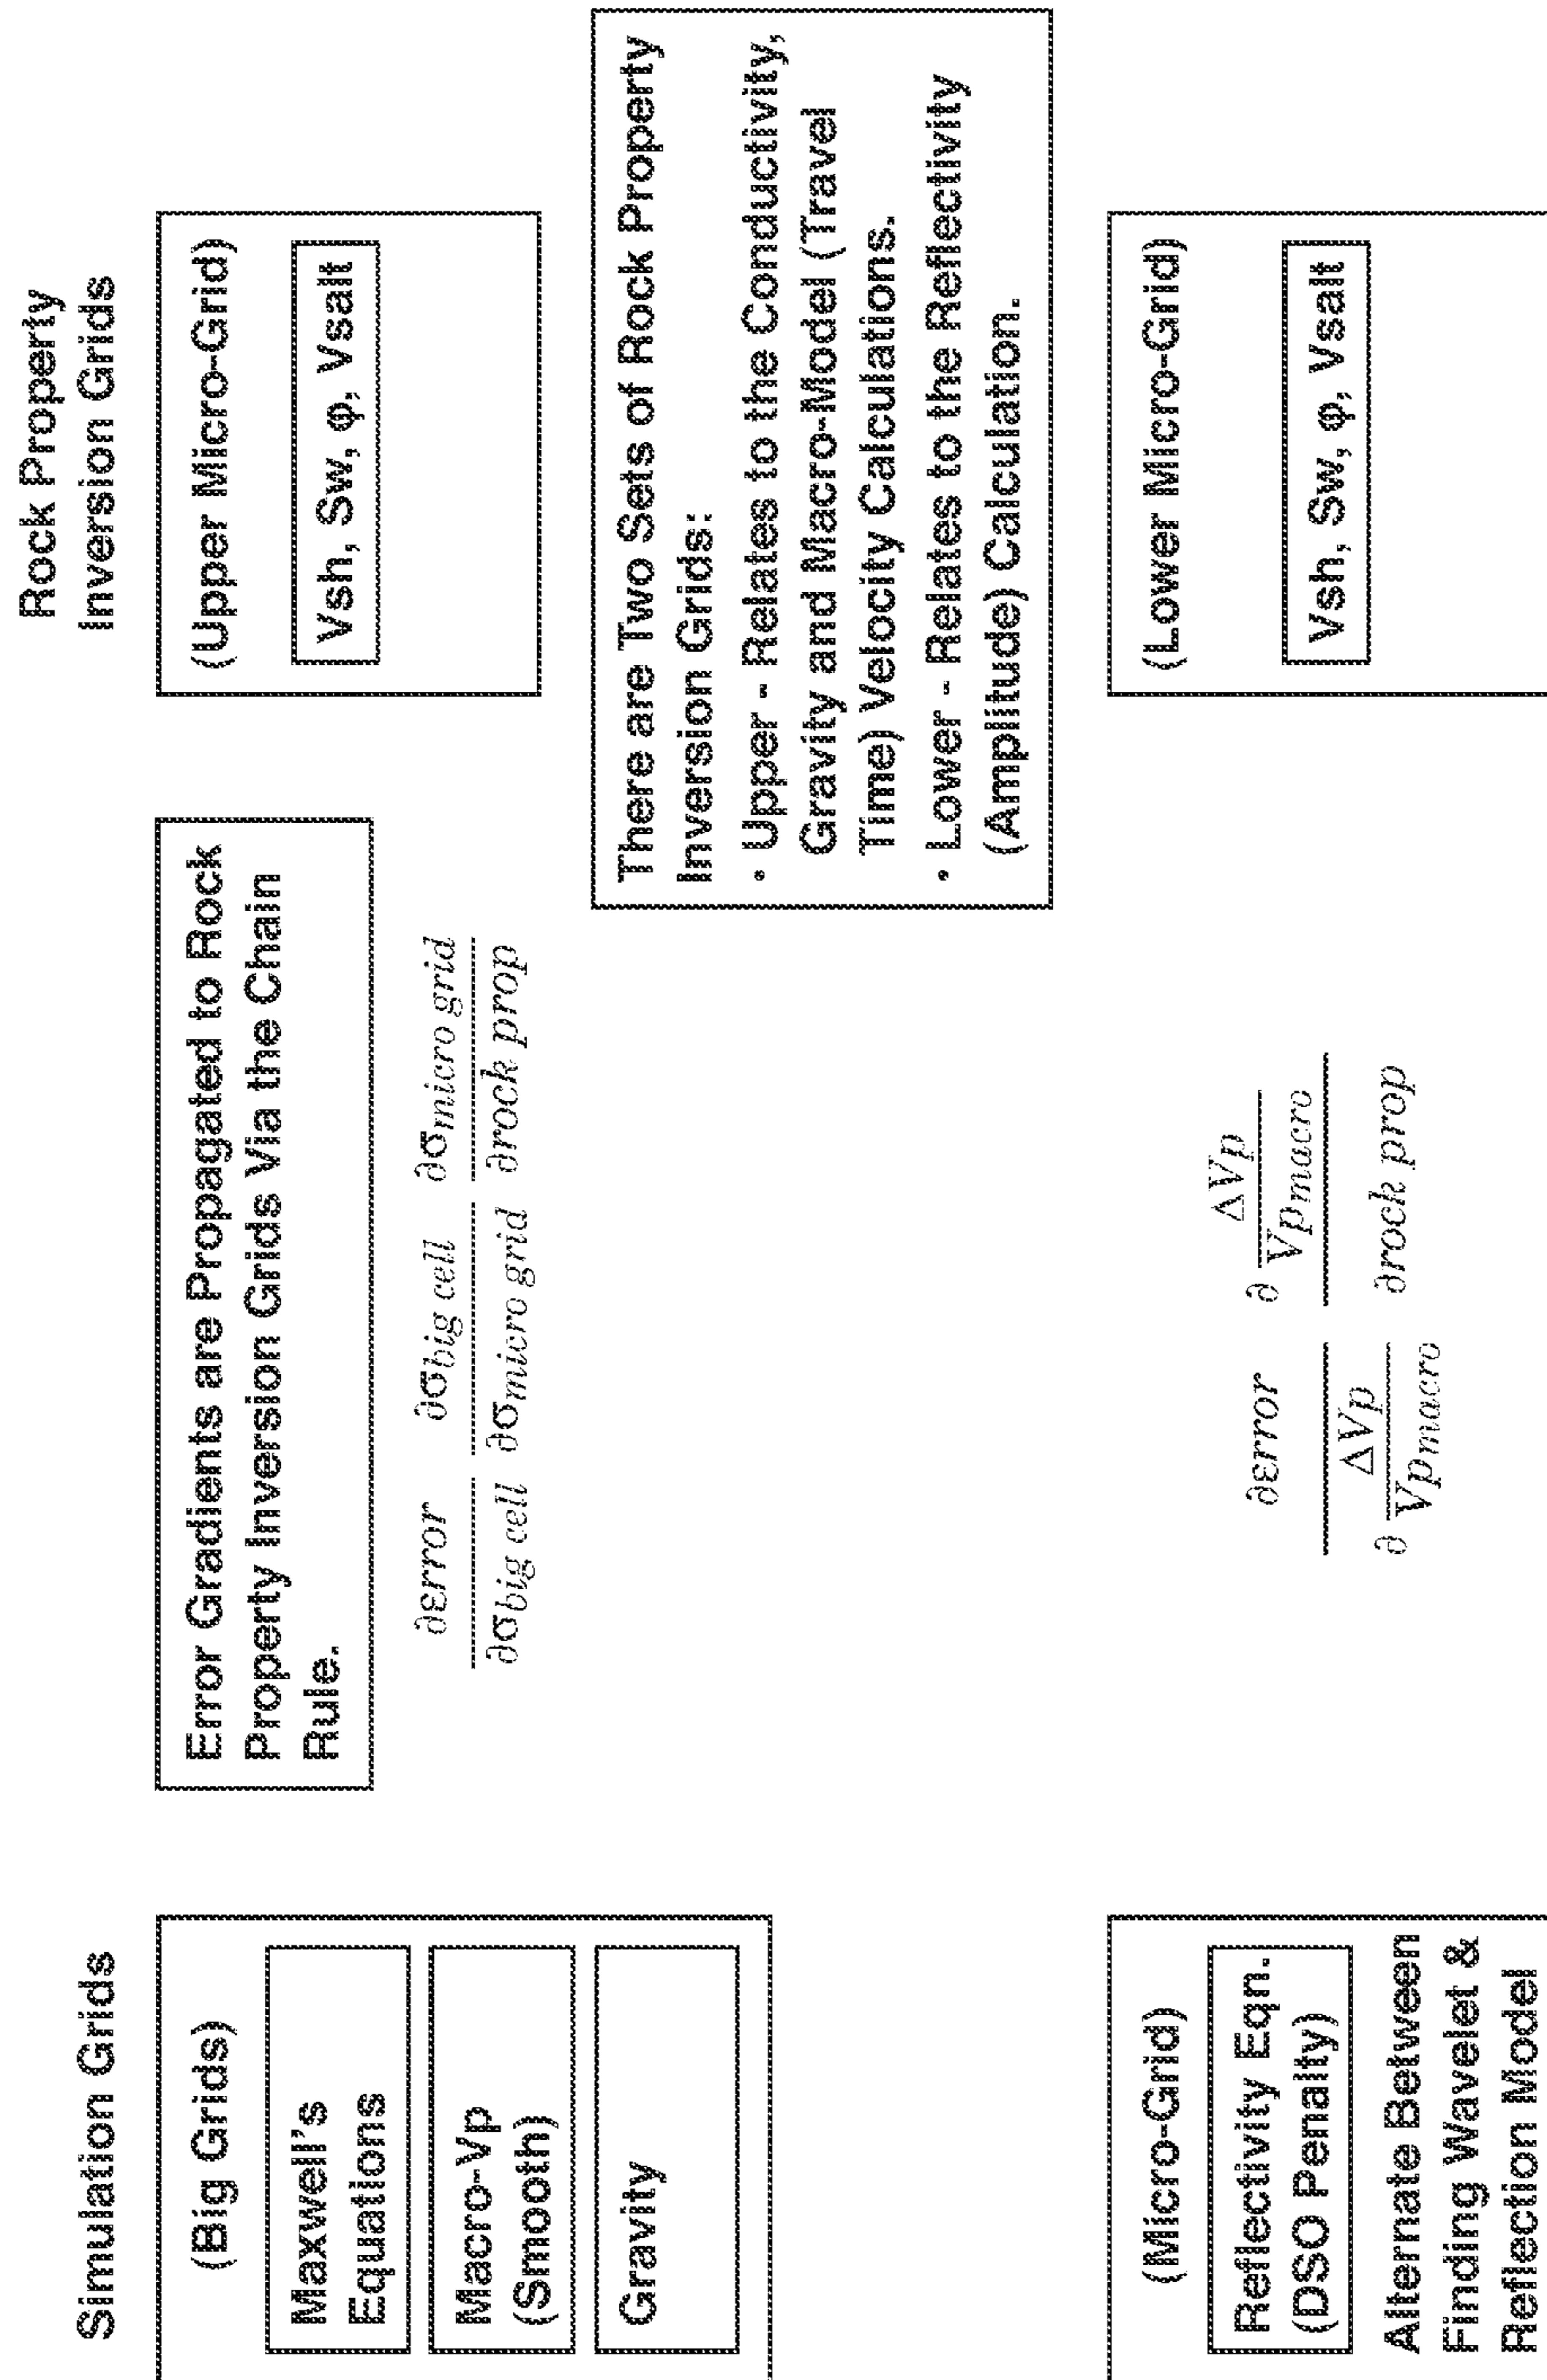 Simulation Grids
(Big Grids)
Maxwell's
Equations
Macro-Vp
(Smooth)
Gravity
(Micro-Grid)
Reflectivity Eqn.
(DSO Penalty)
Alternate Between
Finding Wavelet &
Reflection Model
Error Gradients are Propagated to Rock
Property Inversion Grids Via the Chain
Rule.
∂εrror ∂σbig cell ∂σmicro grid
∂σbig cell ∂σmicro grid ∂rock prop
ΔVp
∂εrror ∂ Vpmacro
ΔVp ∂rock prop
∂ Vpmacro
Rock Property
Inversion Grids
(Upper Micro-Grid)
Vsh, Sw, φ, Vsalt
There are Two Sets of Rock Property
Inversion Grids:
• Upper - Relates to the Conductivity,
Gravity and Macro-Model (Travel
Time) Velocity Calculations.
• Lower - Relates to the Reflectivity
(Amplitude) Calculation.
(Lower Micro-Grid)
Vsh, Sw, φ, Vsalt